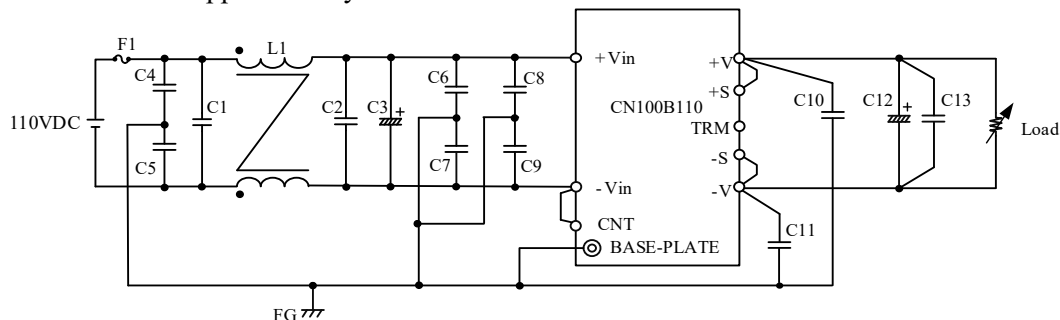 F1
L1
C4
C1
C5
110VDC
C2
C3
+
C6
C7
C8
C9
+Vin
-Vin
CNT
BASE-PLATE
CN100B110
+V
+S
TRM
-S
-V
C10
C11
C12
+
C13
Load
FG